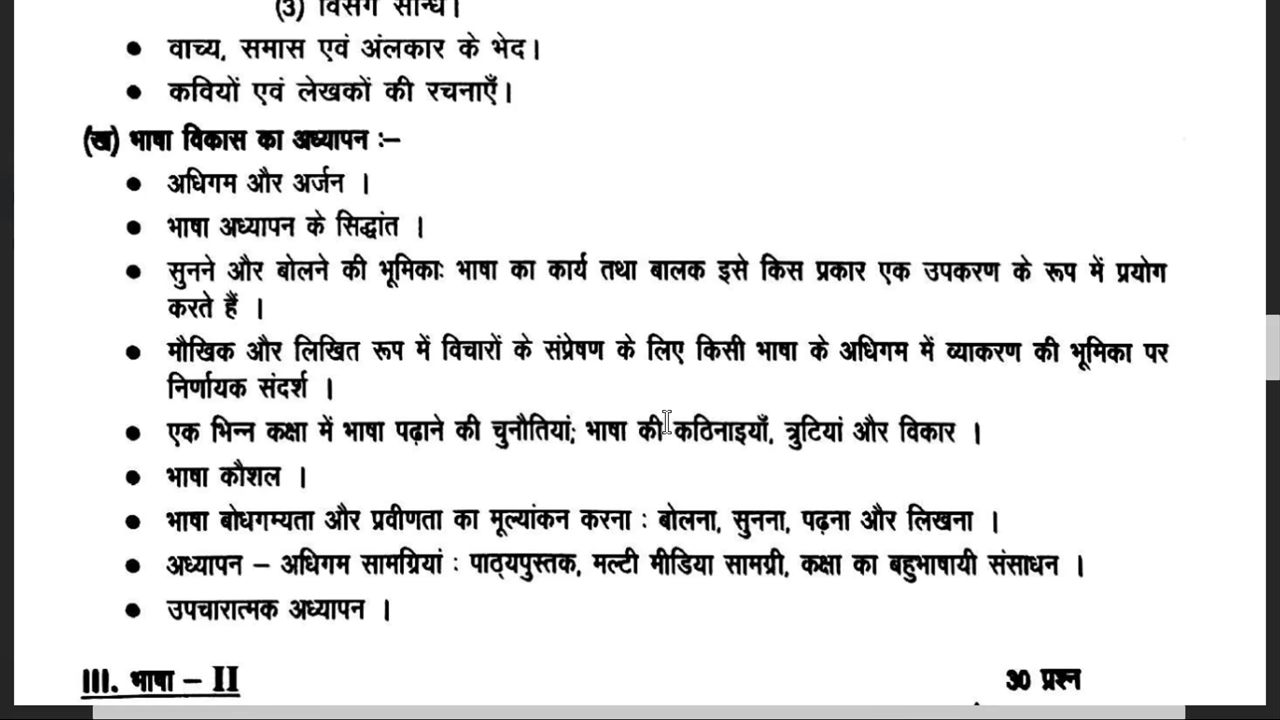 (3) विसर्ग सन्धि।
● वाच्य, समास एवं अंलकार के भेद।
● कवियों एवं लेखकों की रचनाएँ।
(ख) भाषा विकास का अध्यापन :–
● अधिगम और अर्जन ।
● भाषा अध्यापन के सिद्धांत ।
● सुनने और बोलने की भूमिकाः भाषा का कार्य तथा बालक इसे किस प्रकार एक उपकरण के रूप में प्रयोग
करते हैं ।
● मौखिक और लिखित रूप में विचारों के संप्रेषण के लिए किसी भाषा के अधिगम में व्याकरण की भूमिका पर
निर्णायक संदर्श ।
● एक भिन्न कक्षा में भाषा पढ़ाने की चुनौतियां; भाषा की कठिनाइयाँ, त्रुटियां और विकार ।
● भाषा कौशल ।
● भाषा बोधगम्यता और प्रवीणता का मूल्यांकन करना : बोलना, सुनना, पढ़ना और लिखना ।
● अध्यापन – अधिगम सामग्रियां : पाठ्यपुस्तक, मल्टी मीडिया सामग्री, कक्षा का बहुभाषायी संसाधन ।
● उपचारात्मक अध्यापन ।
III. भाषा – II 30 प्रश्न